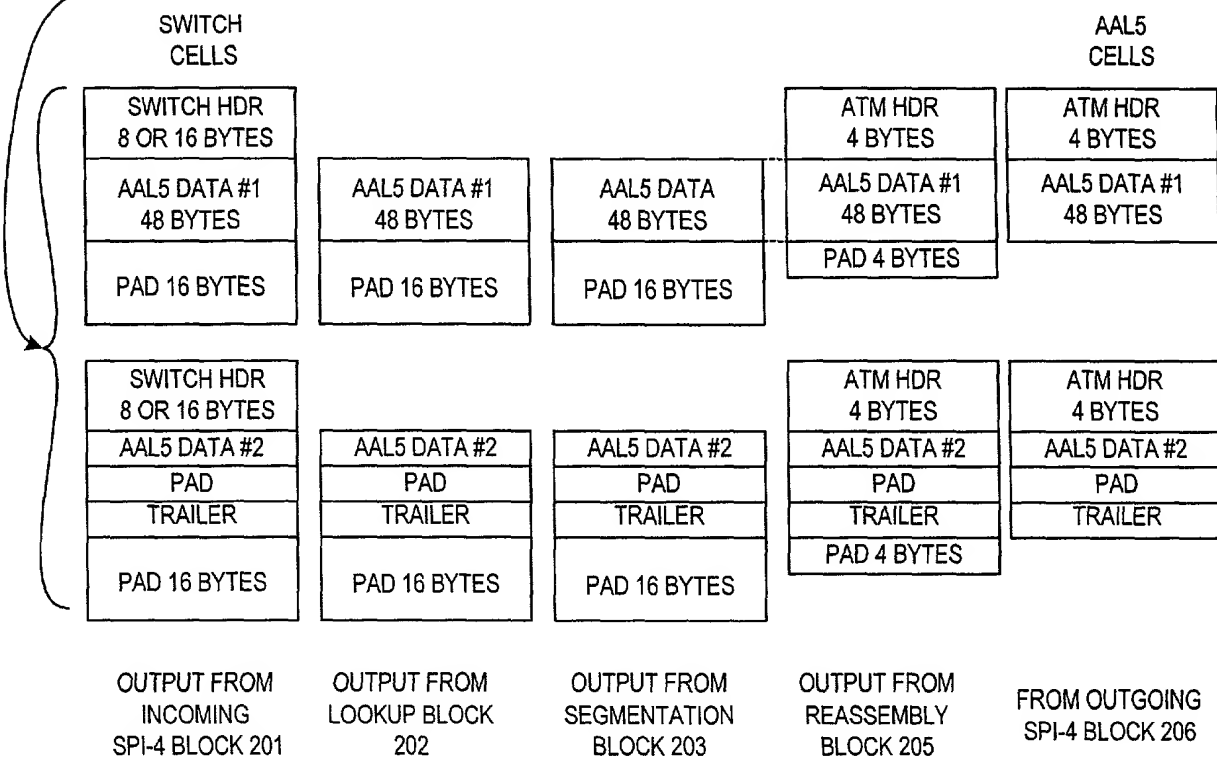 SWITCH
CELLS
AAL5
CELLS
SWITCH HDR
8 OR 16 BYTES
AAL5 DATA #1
48 BYTES
PAD 16 BYTES
AAL5 DATA #1
48 BYTES
PAD 16 BYTES
AAL5 DATA
48 BYTES
PAD 16 BYTES
ATM HDR
4 BYTES
AAL5 DATA #1
48 BYTES
PAD 4 BYTES
ATM HDR
4 BYTES
AAL5 DATA #1
48 BYTES
SWITCH HDR
8 OR 16 BYTES
AAL5 DATA #2
PAD
TRAILER
PAD 16 BYTES
AAL5 DATA #2
PAD
TRAILER
PAD 16 BYTES
AAL5 DATA #2
PAD
TRAILER
PAD 16 BYTES
ATM HDR
4 BYTES
AAL5 DATA #2
PAD
TRAILER
PAD 4 BYTES
ATM HDR
4 BYTES
AAL5 DATA #2
PAD
TRAILER
OUTPUT FROM
INCOMING
SPI-4 BLOCK 201
OUTPUT FROM
LOOKUP BLOCK
202
OUTPUT FROM
SEGMENTATION
BLOCK 203
OUTPUT FROM
REASSEMBLY
BLOCK 205
FROM OUTGOING
SPI-4 BLOCK 206